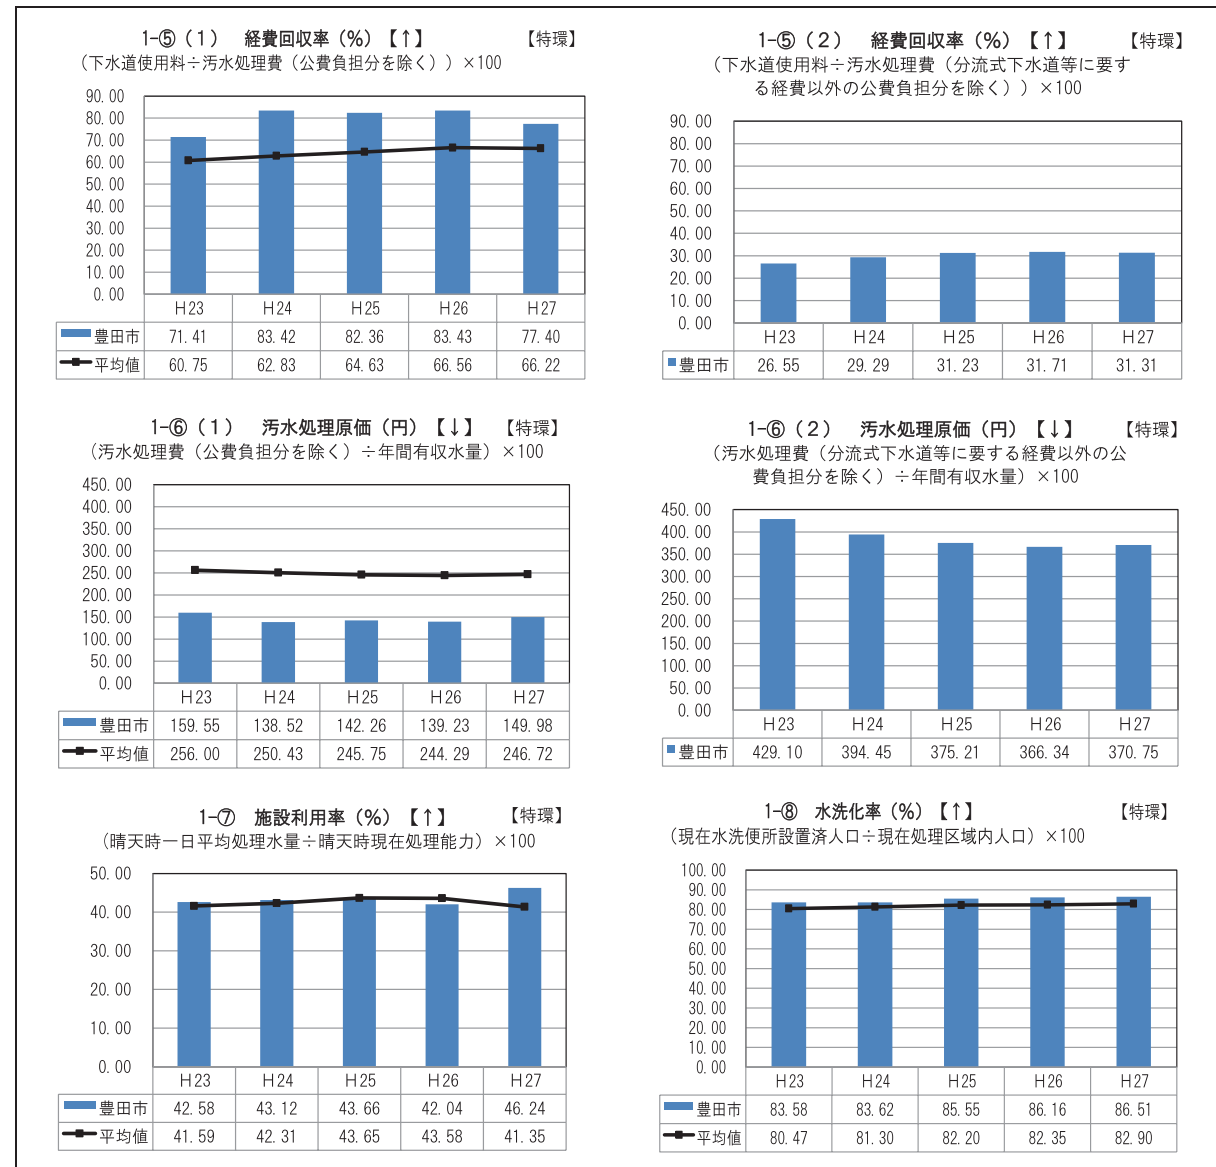 1-⑤（１）　経費回収率（%）【↑】　【特環】
（下水道使用料÷汚水処理費（公費負担分を除く））×100
90.00
80.00
70.00
60.00
50.00
40.00
30.00
20.00
10.00
0.00
H23 H24 H25 H26 H27
豊田市 71.41 83.42 82.36 83.43 77.40
平均値 60.75 62.83 64.63 66.56 66.22
1-⑤（２）　経費回収率（%）【↑】　【特環】
（下水道使用料÷汚水処理費（分流式下水道等に要す
る経費以外の公費負担分を除く））×100
90.00
80.00
70.00
60.00
50.00
40.00
30.00
20.00
10.00
0.00
H23 H24 H25 H26 H27
豊田市 26.55 29.29 31.23 31.71 31.31
1-⑥（１）　汚水処理原価（円）【↓】　【特環】
（汚水処理費（公費負担分を除く）÷年間有収水量）×100
450.00
400.00
350.00
300.00
250.00
200.00
150.00
100.00
50.00
0.00
H23 H24 H25 H26 H27
豊田市 159.55 138.52 142.26 139.23 149.98
平均値 256.00 250.43 245.75 244.29 246.72
1-⑥（２）　汚水処理原価（円）【↓】　【特環】
（汚水処理費（分流式下水道等に要する経費以外の公
費負担分を除く）÷年間有収水量）×100
450.00
400.00
350.00
300.00
250.00
200.00
150.00
100.00
50.00
0.00
H23 H24 H25 H26 H27
豊田市 429.10 394.45 375.21 366.34 370.75
1-⑦　施設利用率（%）【↑】　【特環】
（晴天時一日平均処理水量÷晴天時現在処理能力）×100
50.00
40.00
30.00
20.00
10.00
0.00
H23 H24 H25 H26 H27
豊田市 42.58 43.12 43.66 42.04 46.24
平均値 41.59 42.31 43.65 43.58 41.35
1-⑧　水洗化率（%）【↑】　【特環】
（現在水洗便所設置済人口÷現在処理区域内人口）×100
100.00
90.00
80.00
70.00
60.00
50.00
40.00
30.00
20.00
10.00
0.00
H23 H24 H25 H26 H27
豊田市 83.58 83.62 85.55 86.16 86.51
平均値 80.47 81.30 82.20 82.35 82.90